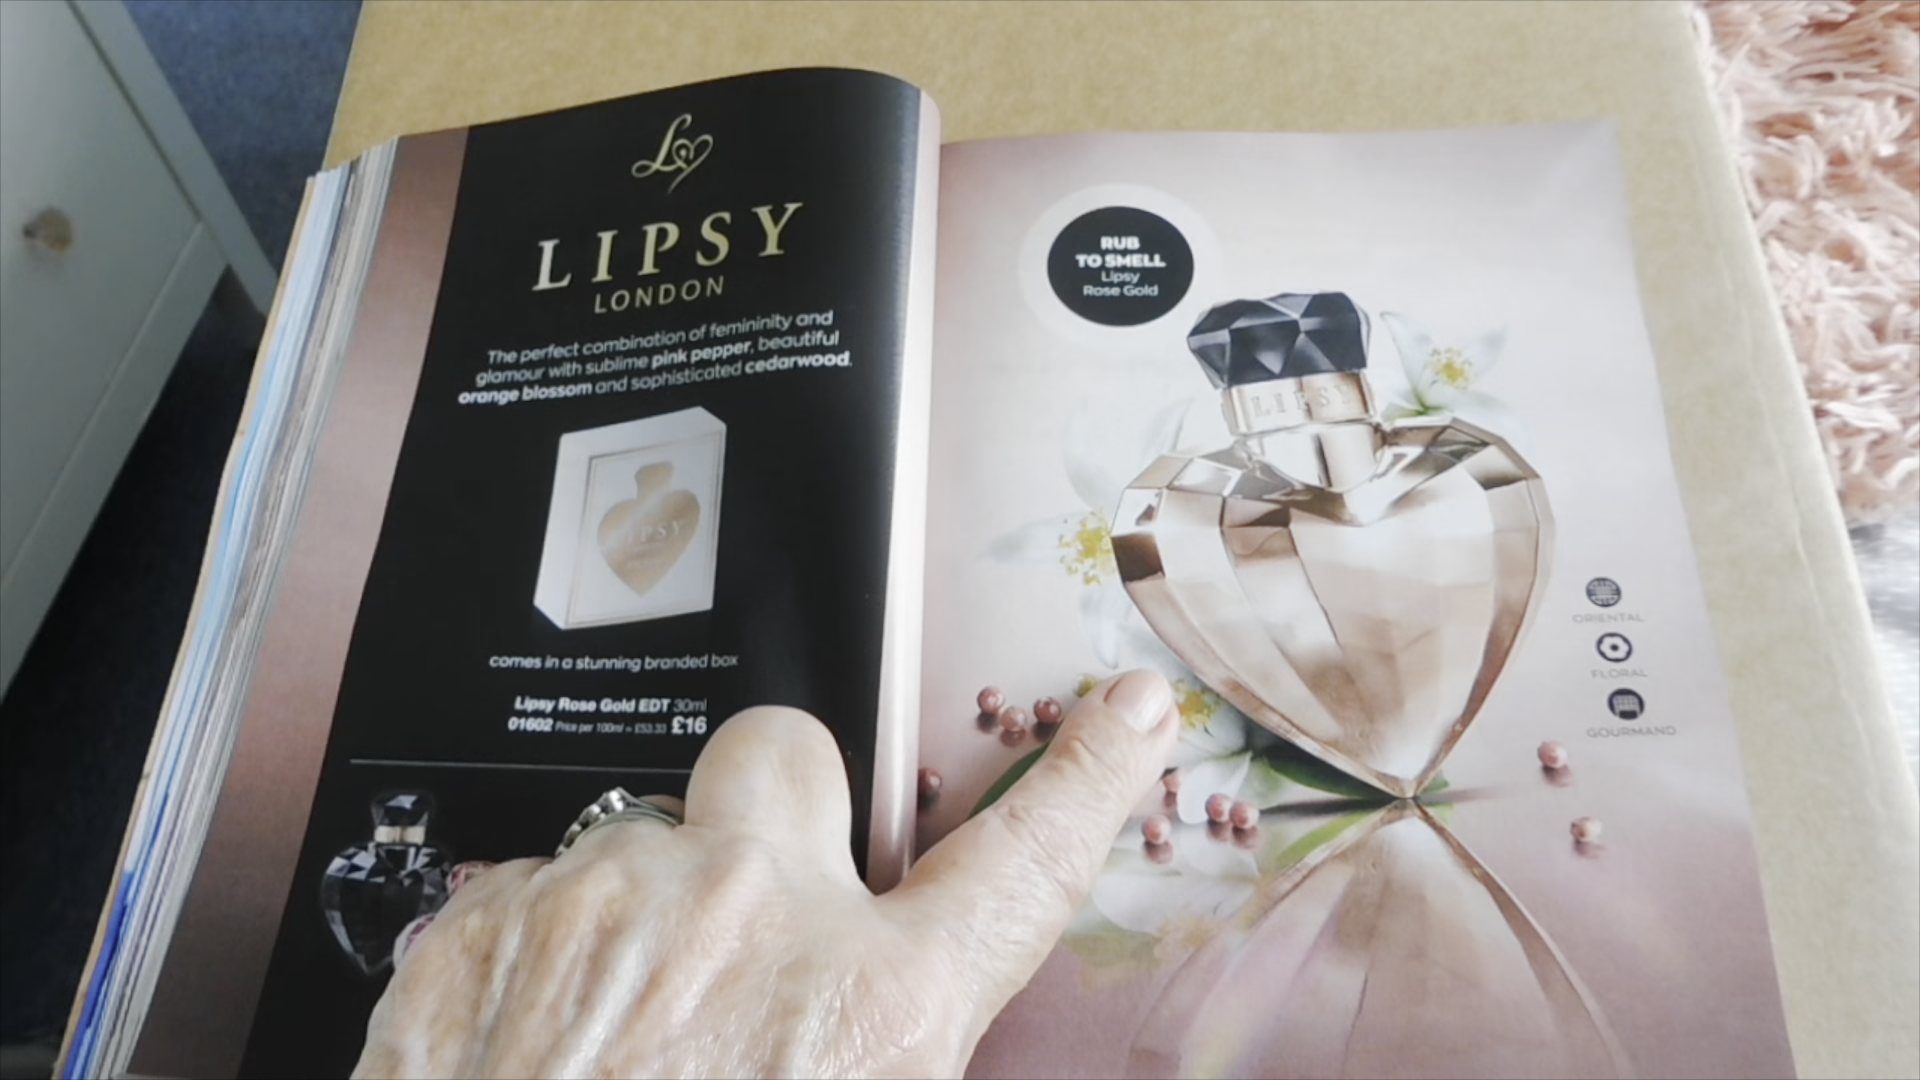 LIPSY
LONDON
The perfect combination of femininity and
glamour with sublime pink pepper, beautiful
orange blossom and sophisticated cedarwood.
LIPSY
comes in a stunning branded box
Lipsy Rose Gold EDT 30ml
01602 Price per 100ml = £53.33 £16
RUB
TO SMELL
Lipsy
Rose Gold
LIPSY
ORIENTAL
FLORAL
GOURMAND